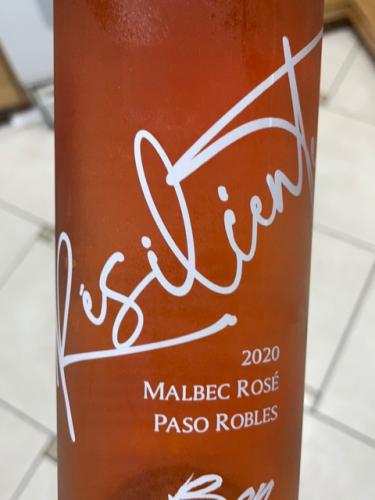 Résilient.
2020
MALBEC ROSÉ
PASO ROBLES